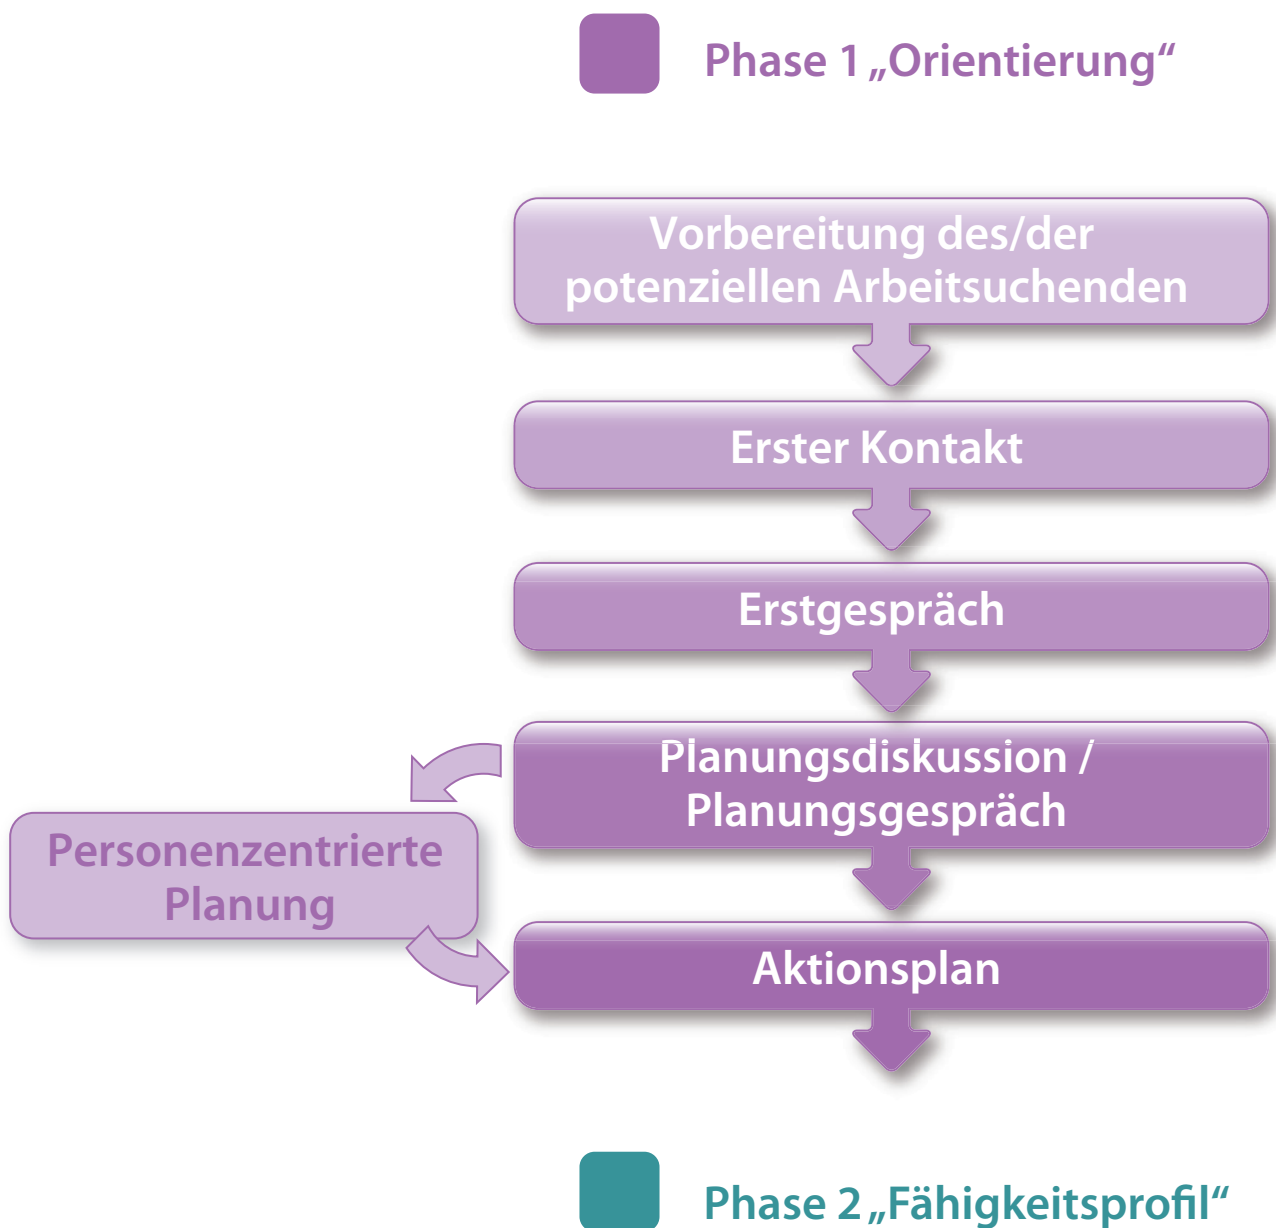 Phase 1 „Orientierung“
Vorbereitung des/der
potenziellen Arbeitsuchenden
Erster Kontakt
Erstgespräch
Planungsdiskussion /
Planungsgespräch
Personenzentrierte
Planung
Aktionsplan
Phase 2 „Fähigkeitsprofil“